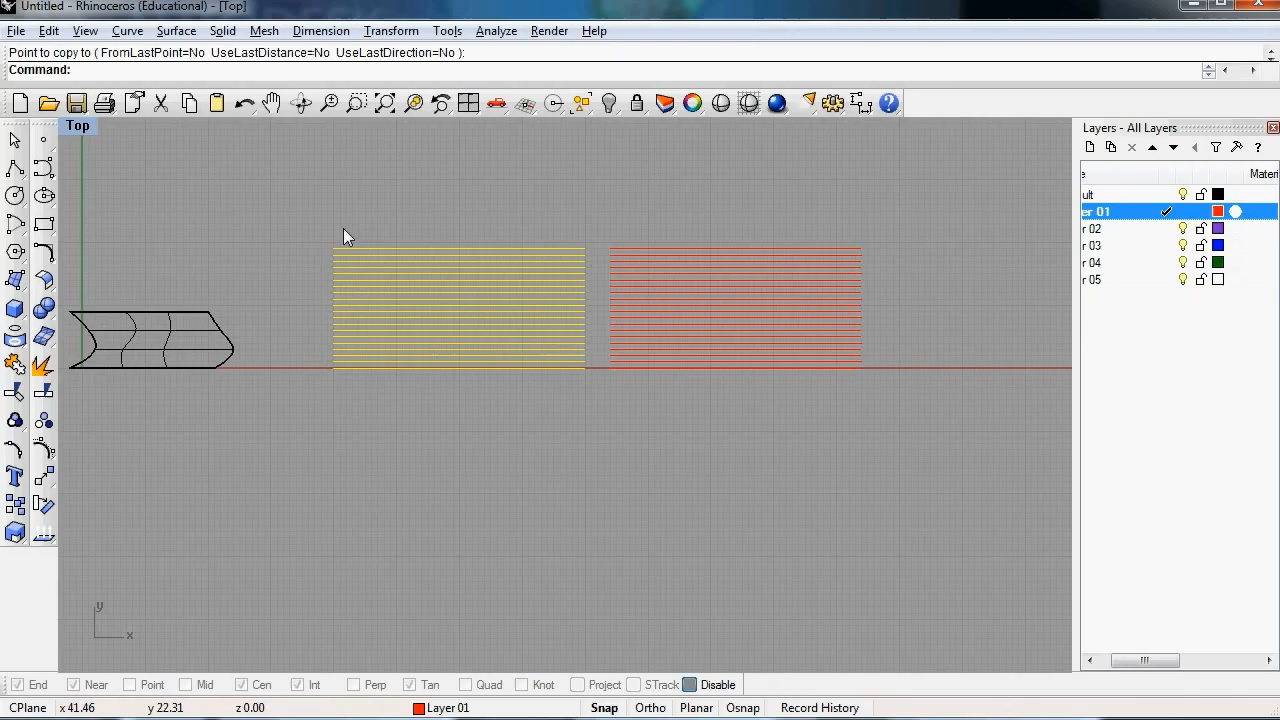 Untitled - Rhinoceros (Educational) - [Top]
File Edit View Curve Surface Solid Mesh Dimension Transform Tools Analyze Render Help
Point to copy to ( FromLastPoint=No UseLastDistance=No UseLastDirection=No ):
Command:
Top
Layers - All Layers
e Materi
ult
er 01
r 02
r 03
r 04
r 05
y
x
End Near Point Mid Cen Int Perp Tan Quad Knot Project STrack Disable
CPlane x 41.46 y 22.31 z 0.00 Layer 01 Snap Ortho Planar Osnap Record History